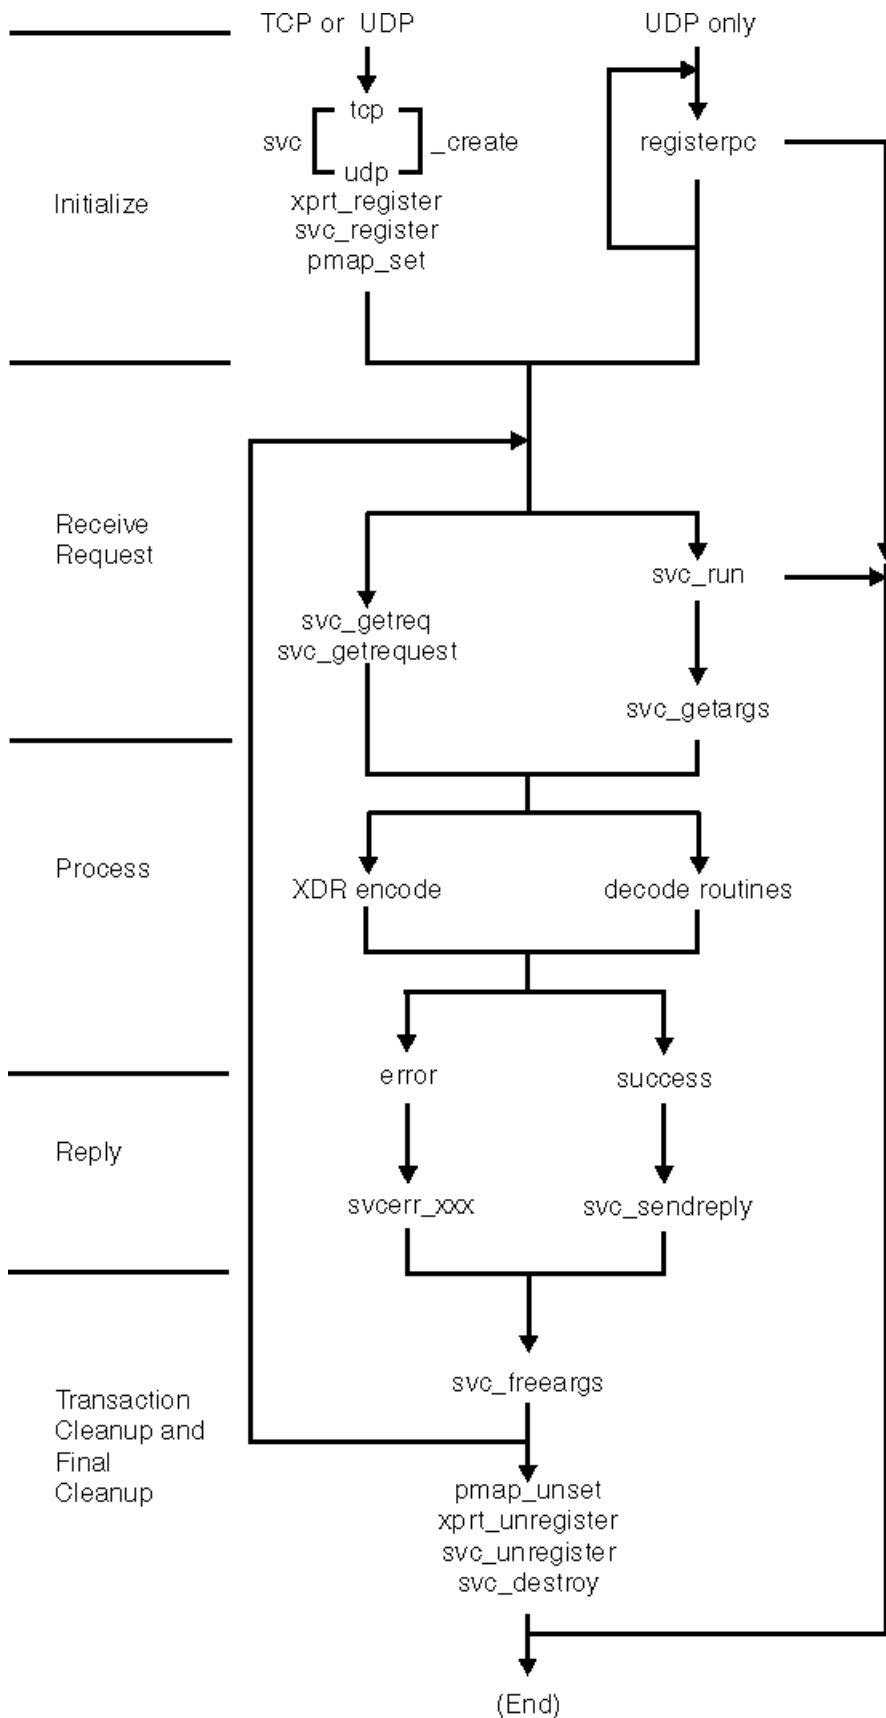 TCP or UDP
UDP only
tcp
svc
_create
registerpc
udp
Initialize
xprt_register
svc_register
pmap_set
Receive
Request
svc_run
svc_getreq
svc_getrequest
svc_getargs
Process
XDR encode
decode routines
error
success
Reply
svcerr_xxx
svc_sendreply
svc_freeargs
Transaction
Cleanup and
Final
Cleanup
pmap_unset
xprt_unregister
svc_unregister
svc_destroy
(End)